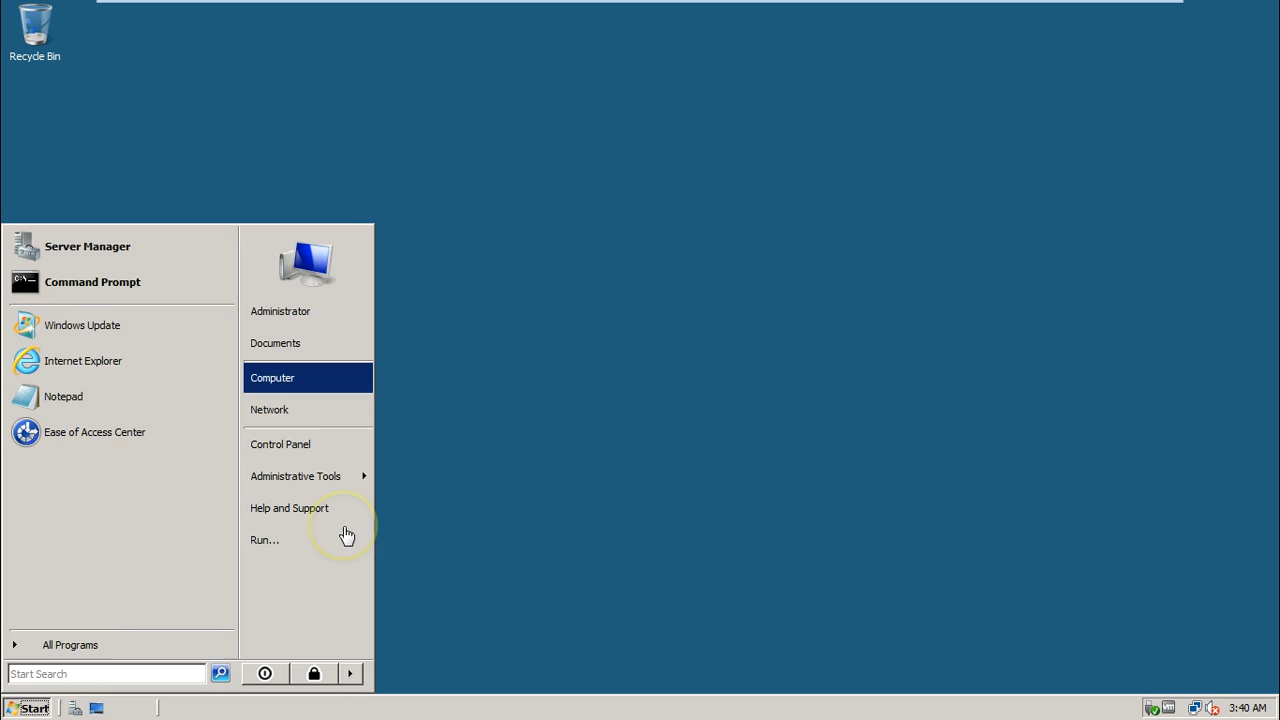 Recycle Bin
Server Manager
Command Prompt
Windows Update
Internet Explorer
Notepad
Ease of Access Center
All Programs
Start Search
Administrator
Documents
Computer
Network
Control Panel
Administrative Tools
Help and Support
Run...
Start
3:40 AM